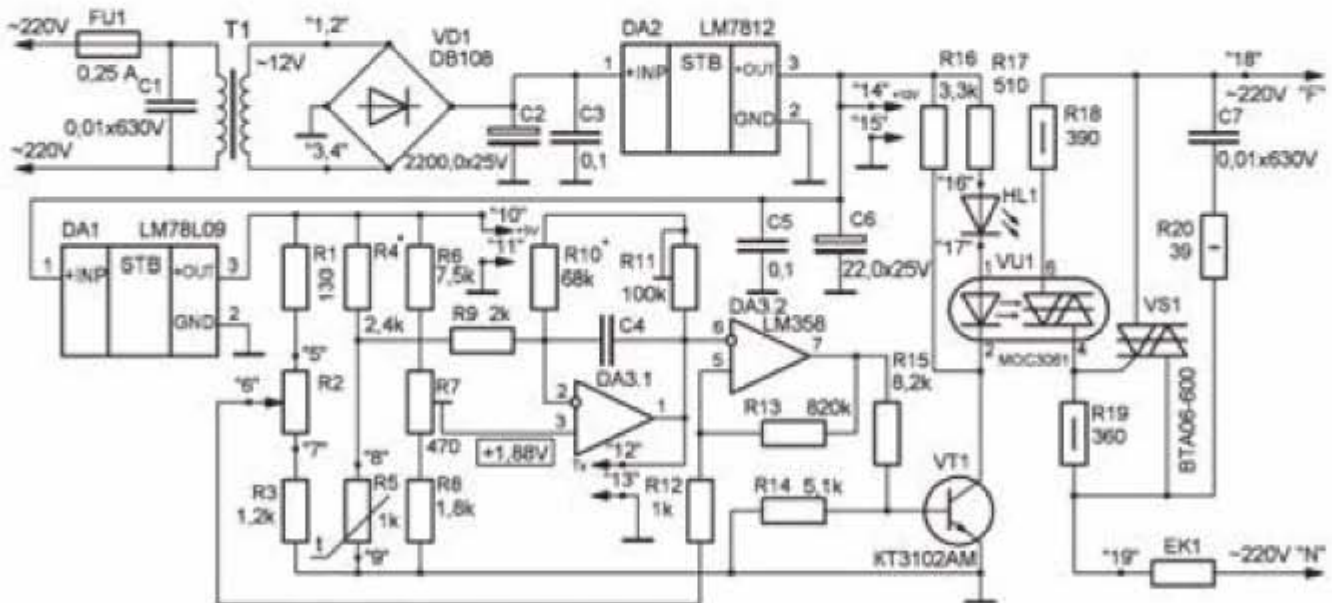 ~220V
FU1
0,25 A
C1
0,01x630V
~220V
T1
~12V
"1,2"
"3,4"
VD1
DB108
C2
2200,0x25V
C3
0,1
DA2
LM7812
1
+INP
STB
+OUT
3
GND
2
"14"
+12V
"15"
R16
3,3k
R17
510
R18
390
"18"
~220V "F"
C7
0,01x630V
"16"
HL1
"17"
R20
39
DA1
LM78L09
1
+INP
STB
+OUT
3
GND
2
R1
130
R4*
2,4k
R6
7,5k
"10"
+9V
"11"
R10*
68k
R11
100k
C5
0,1
C6
22,0x25V
VU1
1
6
2
4
MOC3061
VS1
BTA06-600
R9 2k
C4
DA3.2
LM358
6
5
7
"5"
"6"
R2
"7"
R7
470
DA3.1
2
3
1
+1,88V
R15
8,2k
R13 820k
R19
360
"8"
"12"
"13"
R3
1,2k
R5
1k
t
"9"
R8
1,8k
R12
1k
R14 5,1k
VT1
KT3102AM
"19"
EK1
~220V "N"